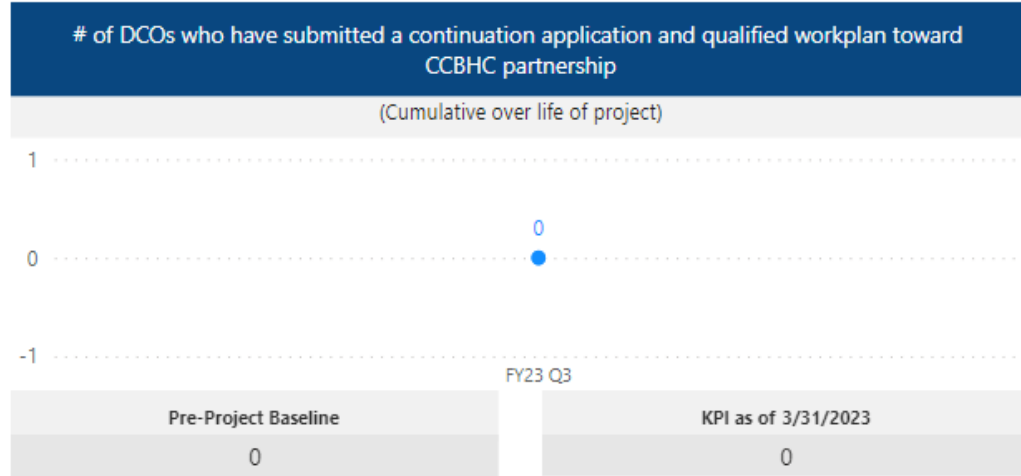 # of DCOs who have submitted a continuation application and qualified workplan toward
CCBHC partnership
(Cumulative over life of project)
1
0
0
-1
FY23 Q3
Pre-Project Baseline
KPI as of 3/31/2023
0
0